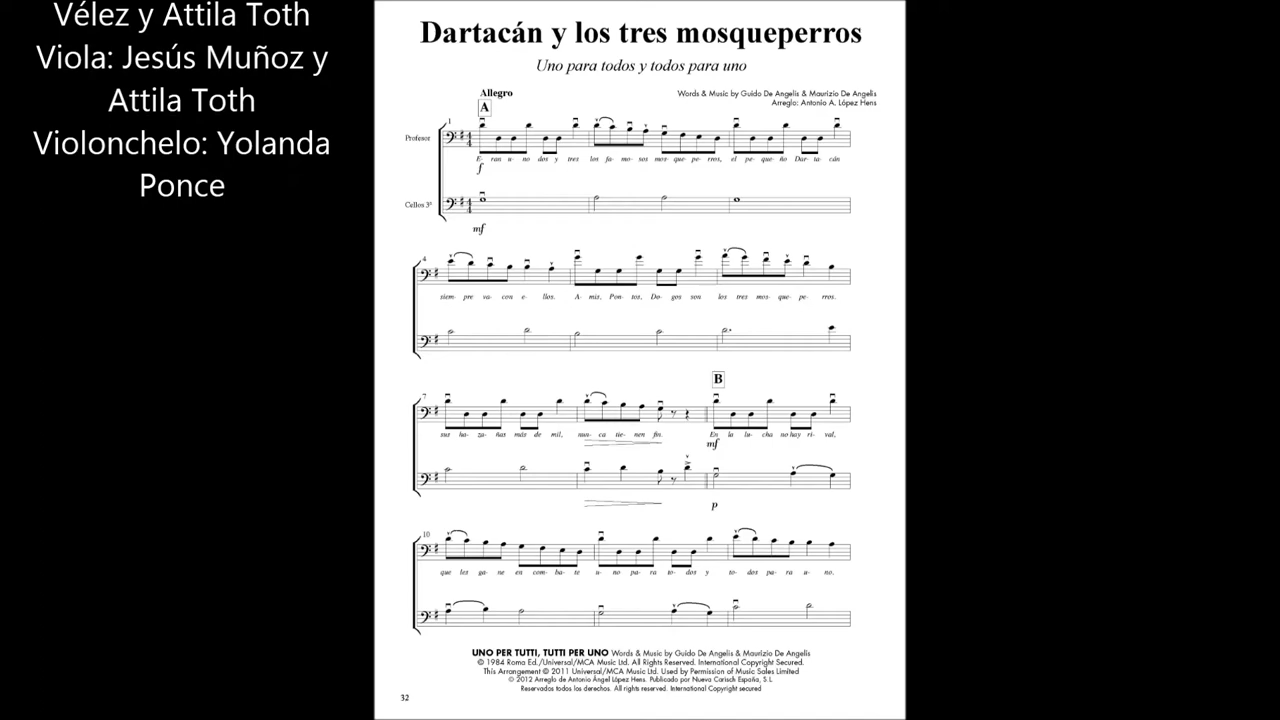 Vélez y Attila Toth
Viola: Jesús Muñoz y
Attila Toth
Violonchelo: Yolanda
Ponce
Dartacán y los tres mosqueperros
Uno para todos y todos para uno
Allegro
Words & Music by Guido De Angelis & Maurizio De Angelis
Arreglo: Antonio A. López Hens
A
1
Profesor
E- ran u- no dos y tres los fa- mo- sos mos- que- pe- rros, el pe- que- ño Dar- ta- cán
f
Cellos 3ª
mf
4
siem- pre va- con e- llos. A- mis, Pon- tos, Do- gos son los tres mos- que- pe- rros.
B
7
sus ha- za- ñas más de mil, nun- ca tie- nen fin. En la lu- cha no hay ri- val,
mf
p
10
que les ga- ne en com- ba- te u- no pa- ra to- dos y to- dos pa- ra u- no.
UNO PER TUTTI, TUTTI PER UNO Words & Music by Guido De Angelis & Maurizio De Angelis
© 1984 Roma Ed./Universal/MCA Music Ltd. All Rights Reserved. International Copyright Secured.
This Arrangement © 2011 Universal/MCA Music Ltd. Used by Permission of Music Sales Limited
© 2012 Arreglo de Antonio Ángel López Hens. Publicado por Nueva Carisch España, S.L
Reservados todos los derechos. All rights reserved. International Copyright secured
32